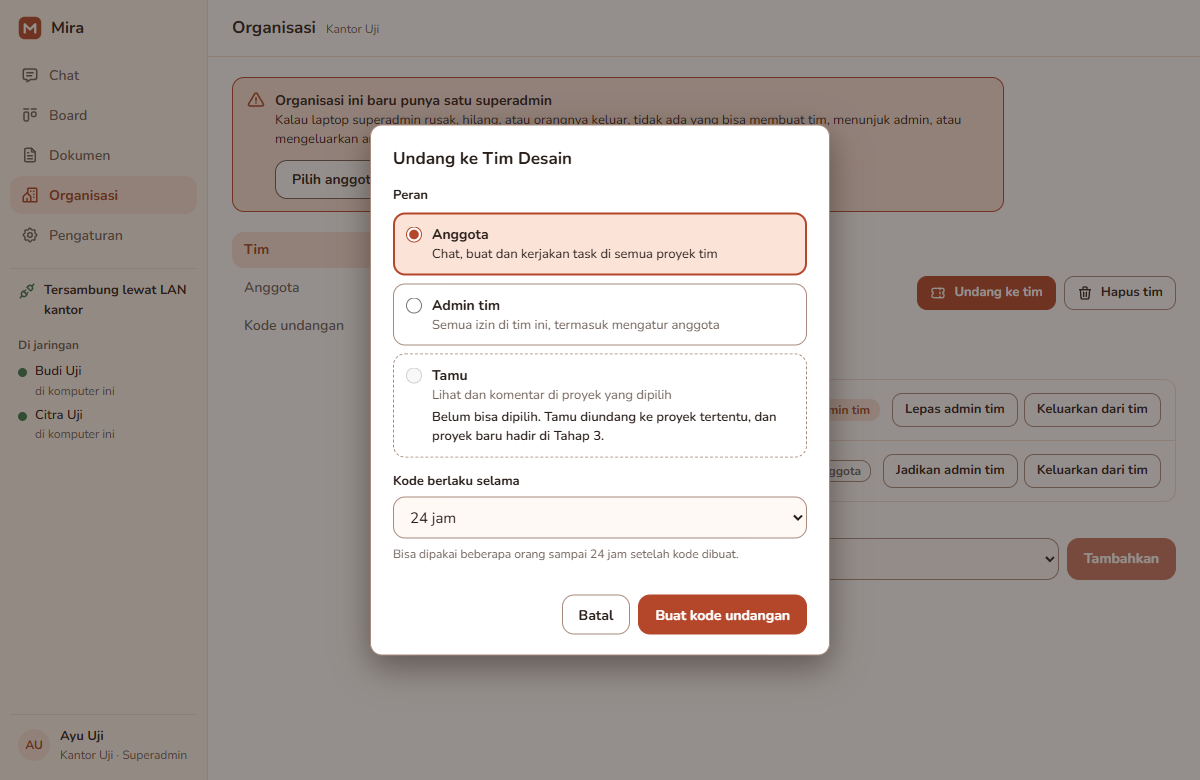 Mira
Chat
Board
Dokumen
Organisasi
Pengaturan
Tersambung lewat LAN
kantor
Di jaringan
Budi Uji
di komputer ini
Citra Uji
di komputer ini
AU
Ayu Uji
Kantor Uji · Superadmin
Organisasi Kantor Uji
Organisasi ini baru punya satu superadmin
Kalau laptop superadmin rusak, hilang, atau orangnya keluar, tidak ada yang bisa membuat tim, menunjuk admin, atau
mengeluarkan
Pilih
Tim
Anggota
Kode undangan
Undang ke tim
Hapus tim
tim
Lepas admin tim
Keluarkan dari tim
Jadikan admin tim
Keluarkan dari tim
Tambahkan
Undang ke Tim Desain
Peran
Anggota
Chat, buat dan kerjakan task di semua proyek tim
Admin tim
Semua izin di tim ini, termasuk mengatur anggota
Tamu
Lihat dan komentar di proyek yang dipilih
Belum bisa dipilih. Tamu diundang ke proyek tertentu, dan
proyek baru hadir di Tahap 3.
Kode berlaku selama
24 jam
Bisa dipakai beberapa orang sampai 24 jam setelah kode dibuat.
Batal
Buat kode undangan